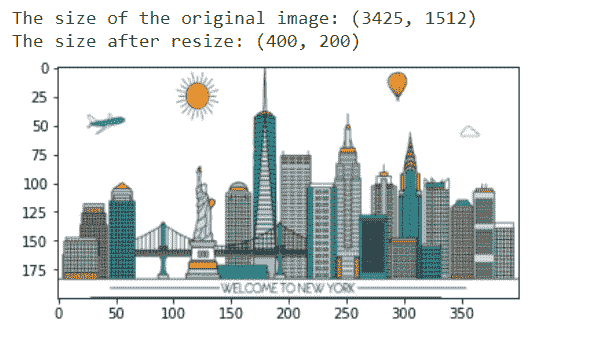 The size of the original image: (3425, 1512)
The size after resize: (400, 200)
0
25
50
75
100
125
150
175
WELCOME TO NEW YORK
0 50 100 150 200 250 300 350